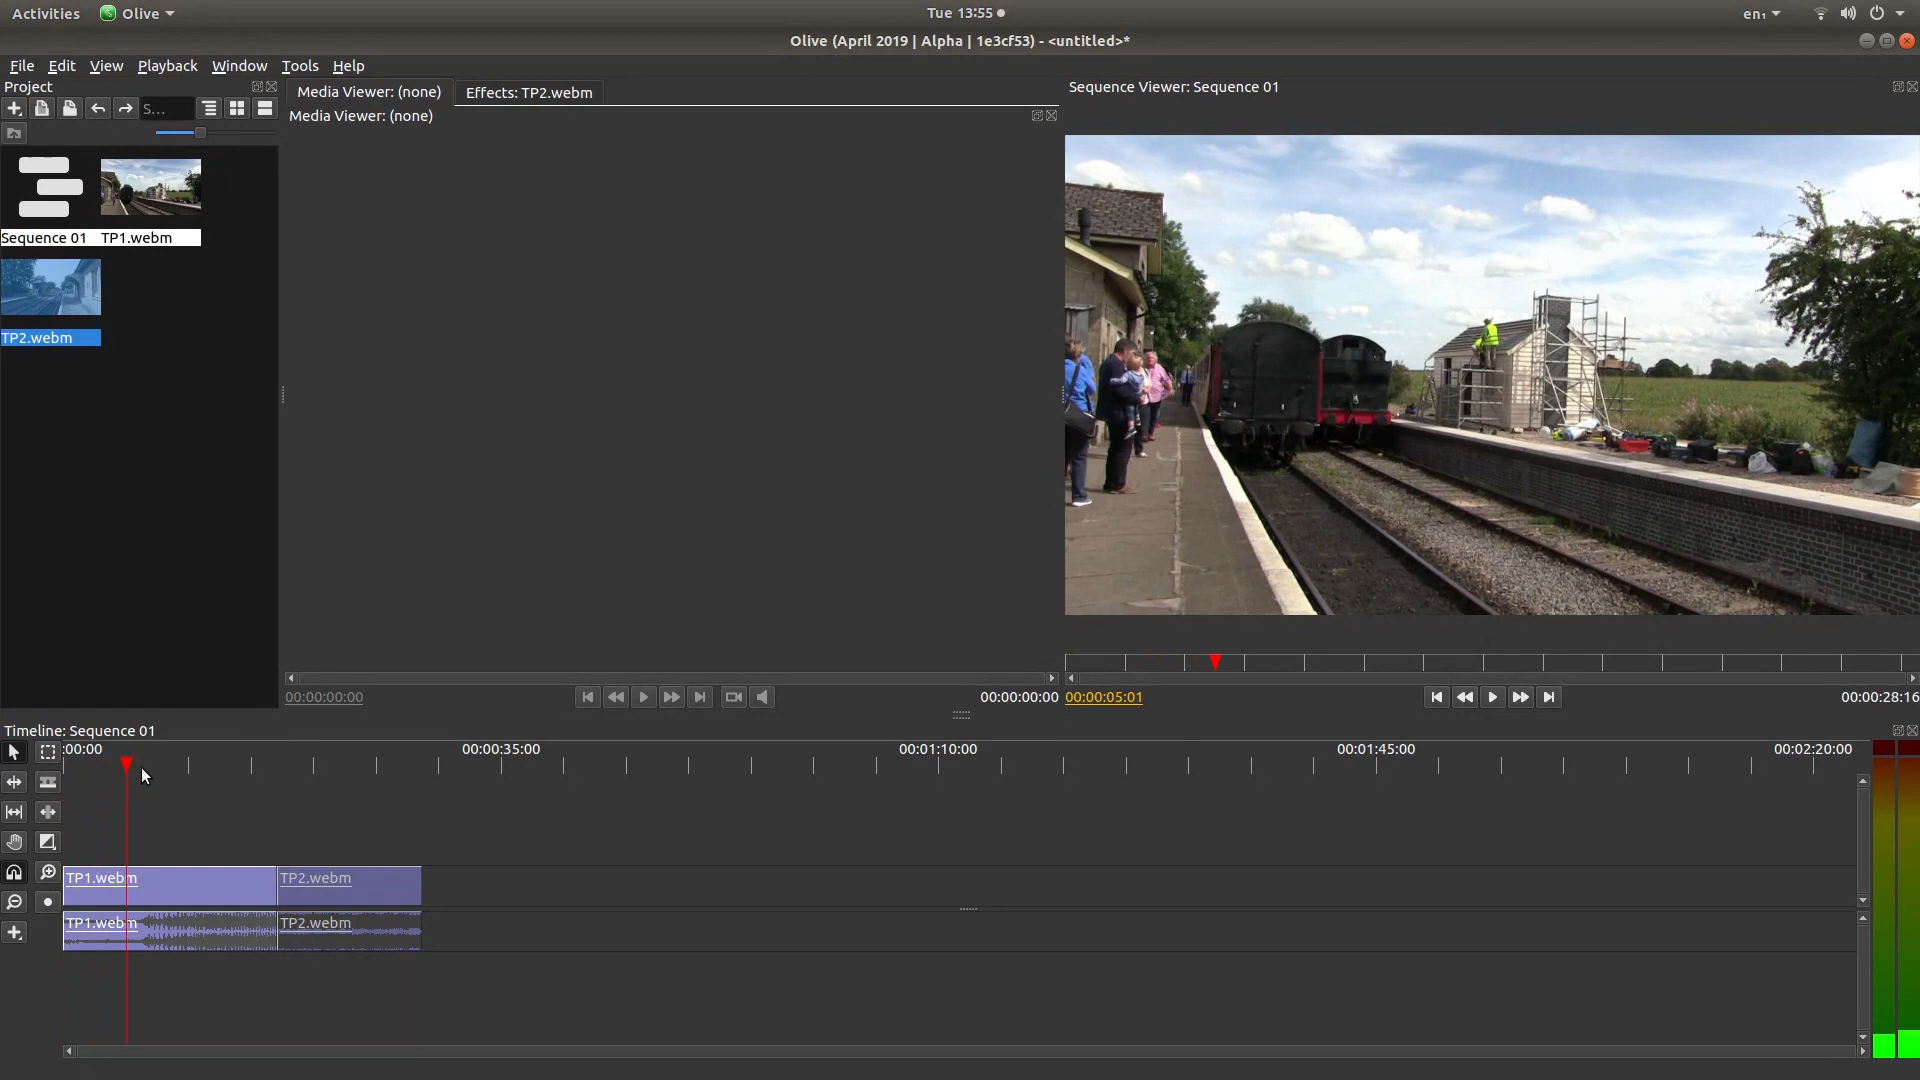 Activities Olive Tue 13:55 en₁
Olive (April 2019 | Alpha | 1e3cf53) - <untitled>*
File Edit View Playback Window Tools Help
Project
Media Viewer: (none) Effects: TP2.webm
Sequence Viewer: Sequence 01
S...
Media Viewer: (none)
Sequence 01 TP1.webm
TP2.webm
00:00:00:00 00:00:00:00 00:00:05:01 00:00:28:16
Timeline: Sequence 01
:00:00 00:00:35:00 00:01:10:00 00:01:45:00 00:02:20:00
TP1.webm TP2.webm
TP1.webm TP2.webm